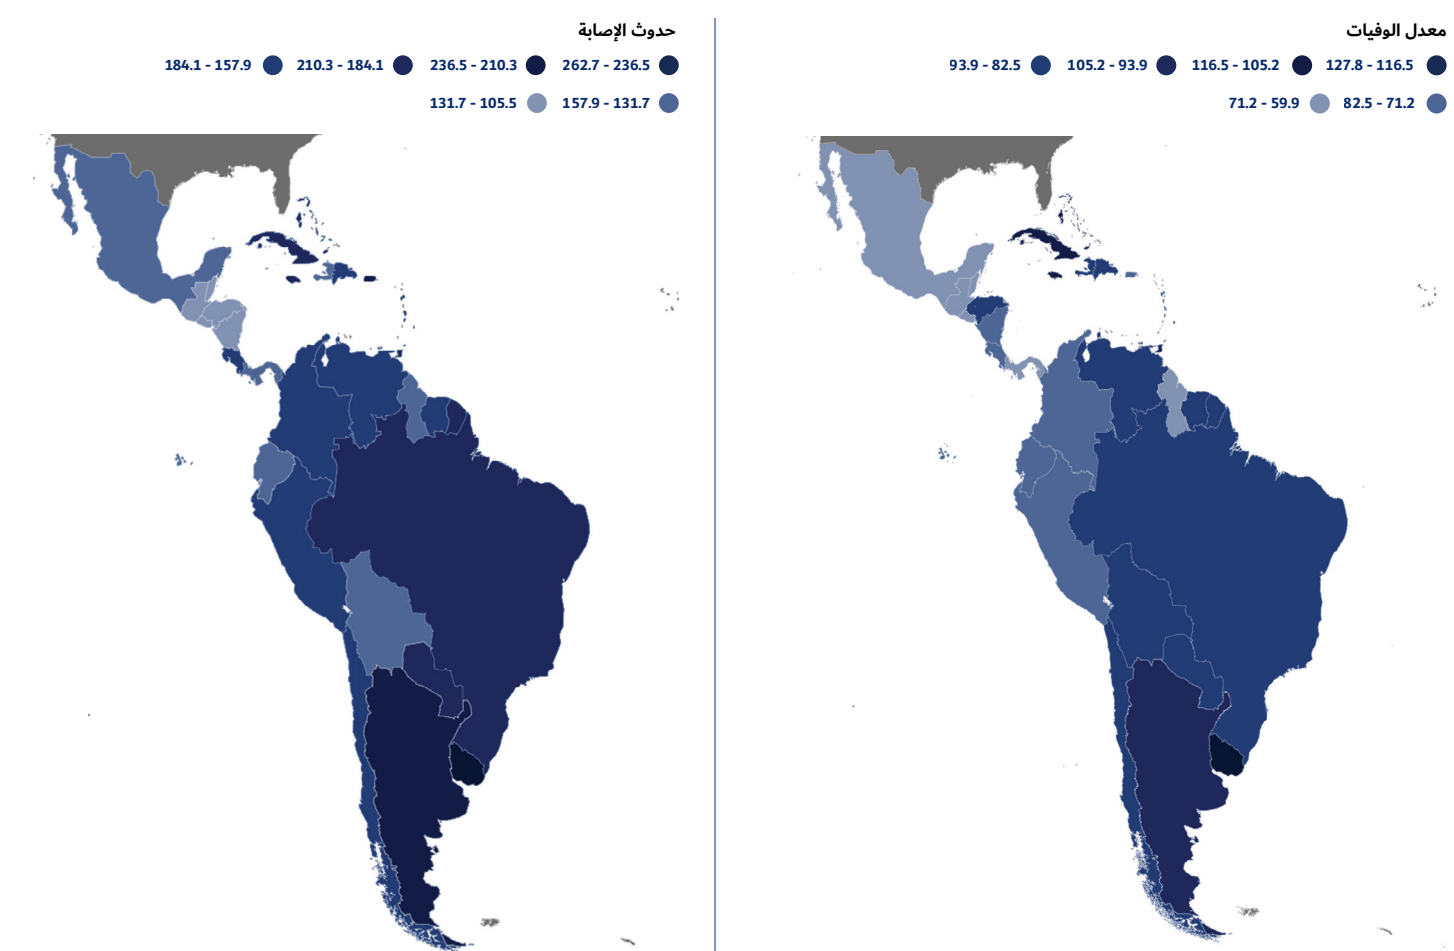 معدل الوفيات
127.8 - 116.5 116.5 - 105.2 105.2 - 93.9 93.9 - 82.5
82.5 - 71.2 71.2 - 59.9
حدوث الإصابة
262.7 - 236.5 236.5 - 210.3 210.3 - 184.1 184.1 - 157.9
157.9 - 131.7 131.7 - 105.5